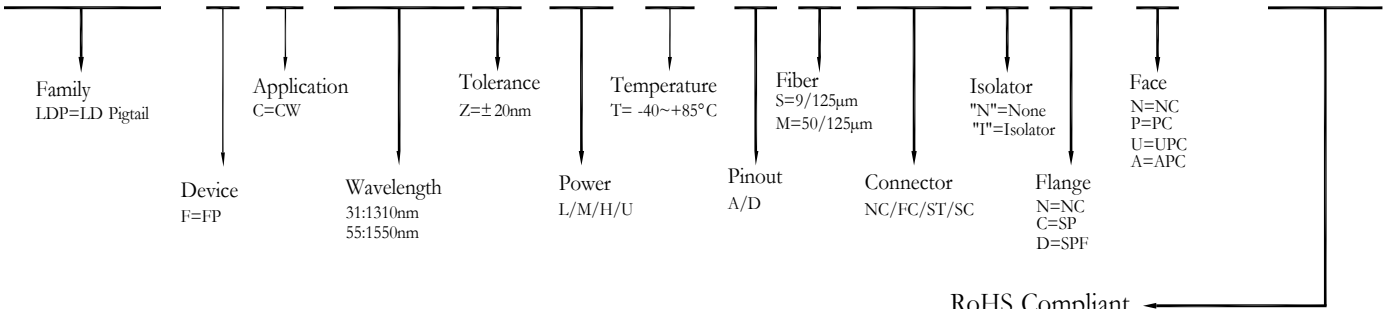 Family
LDP=LD Pigtail
Device
F=FP
Application
C=CW
Wavelength
31:1310nm
55:1550nm
Tolerance
Z=±20nm
Power
L/M/H/U
Temperature
T= -40~+85°C
Pinout
A/D
Fiber
S=9/125µm
M=50/125µm
Connector
NC/FC/ST/SC
Isolator
"N"=None
"I"=Isolator
Flange
N=NC
C=SP
D=SPF
Face
N=NC
P=PC
U=UPC
A=APC
RoHS Compliant